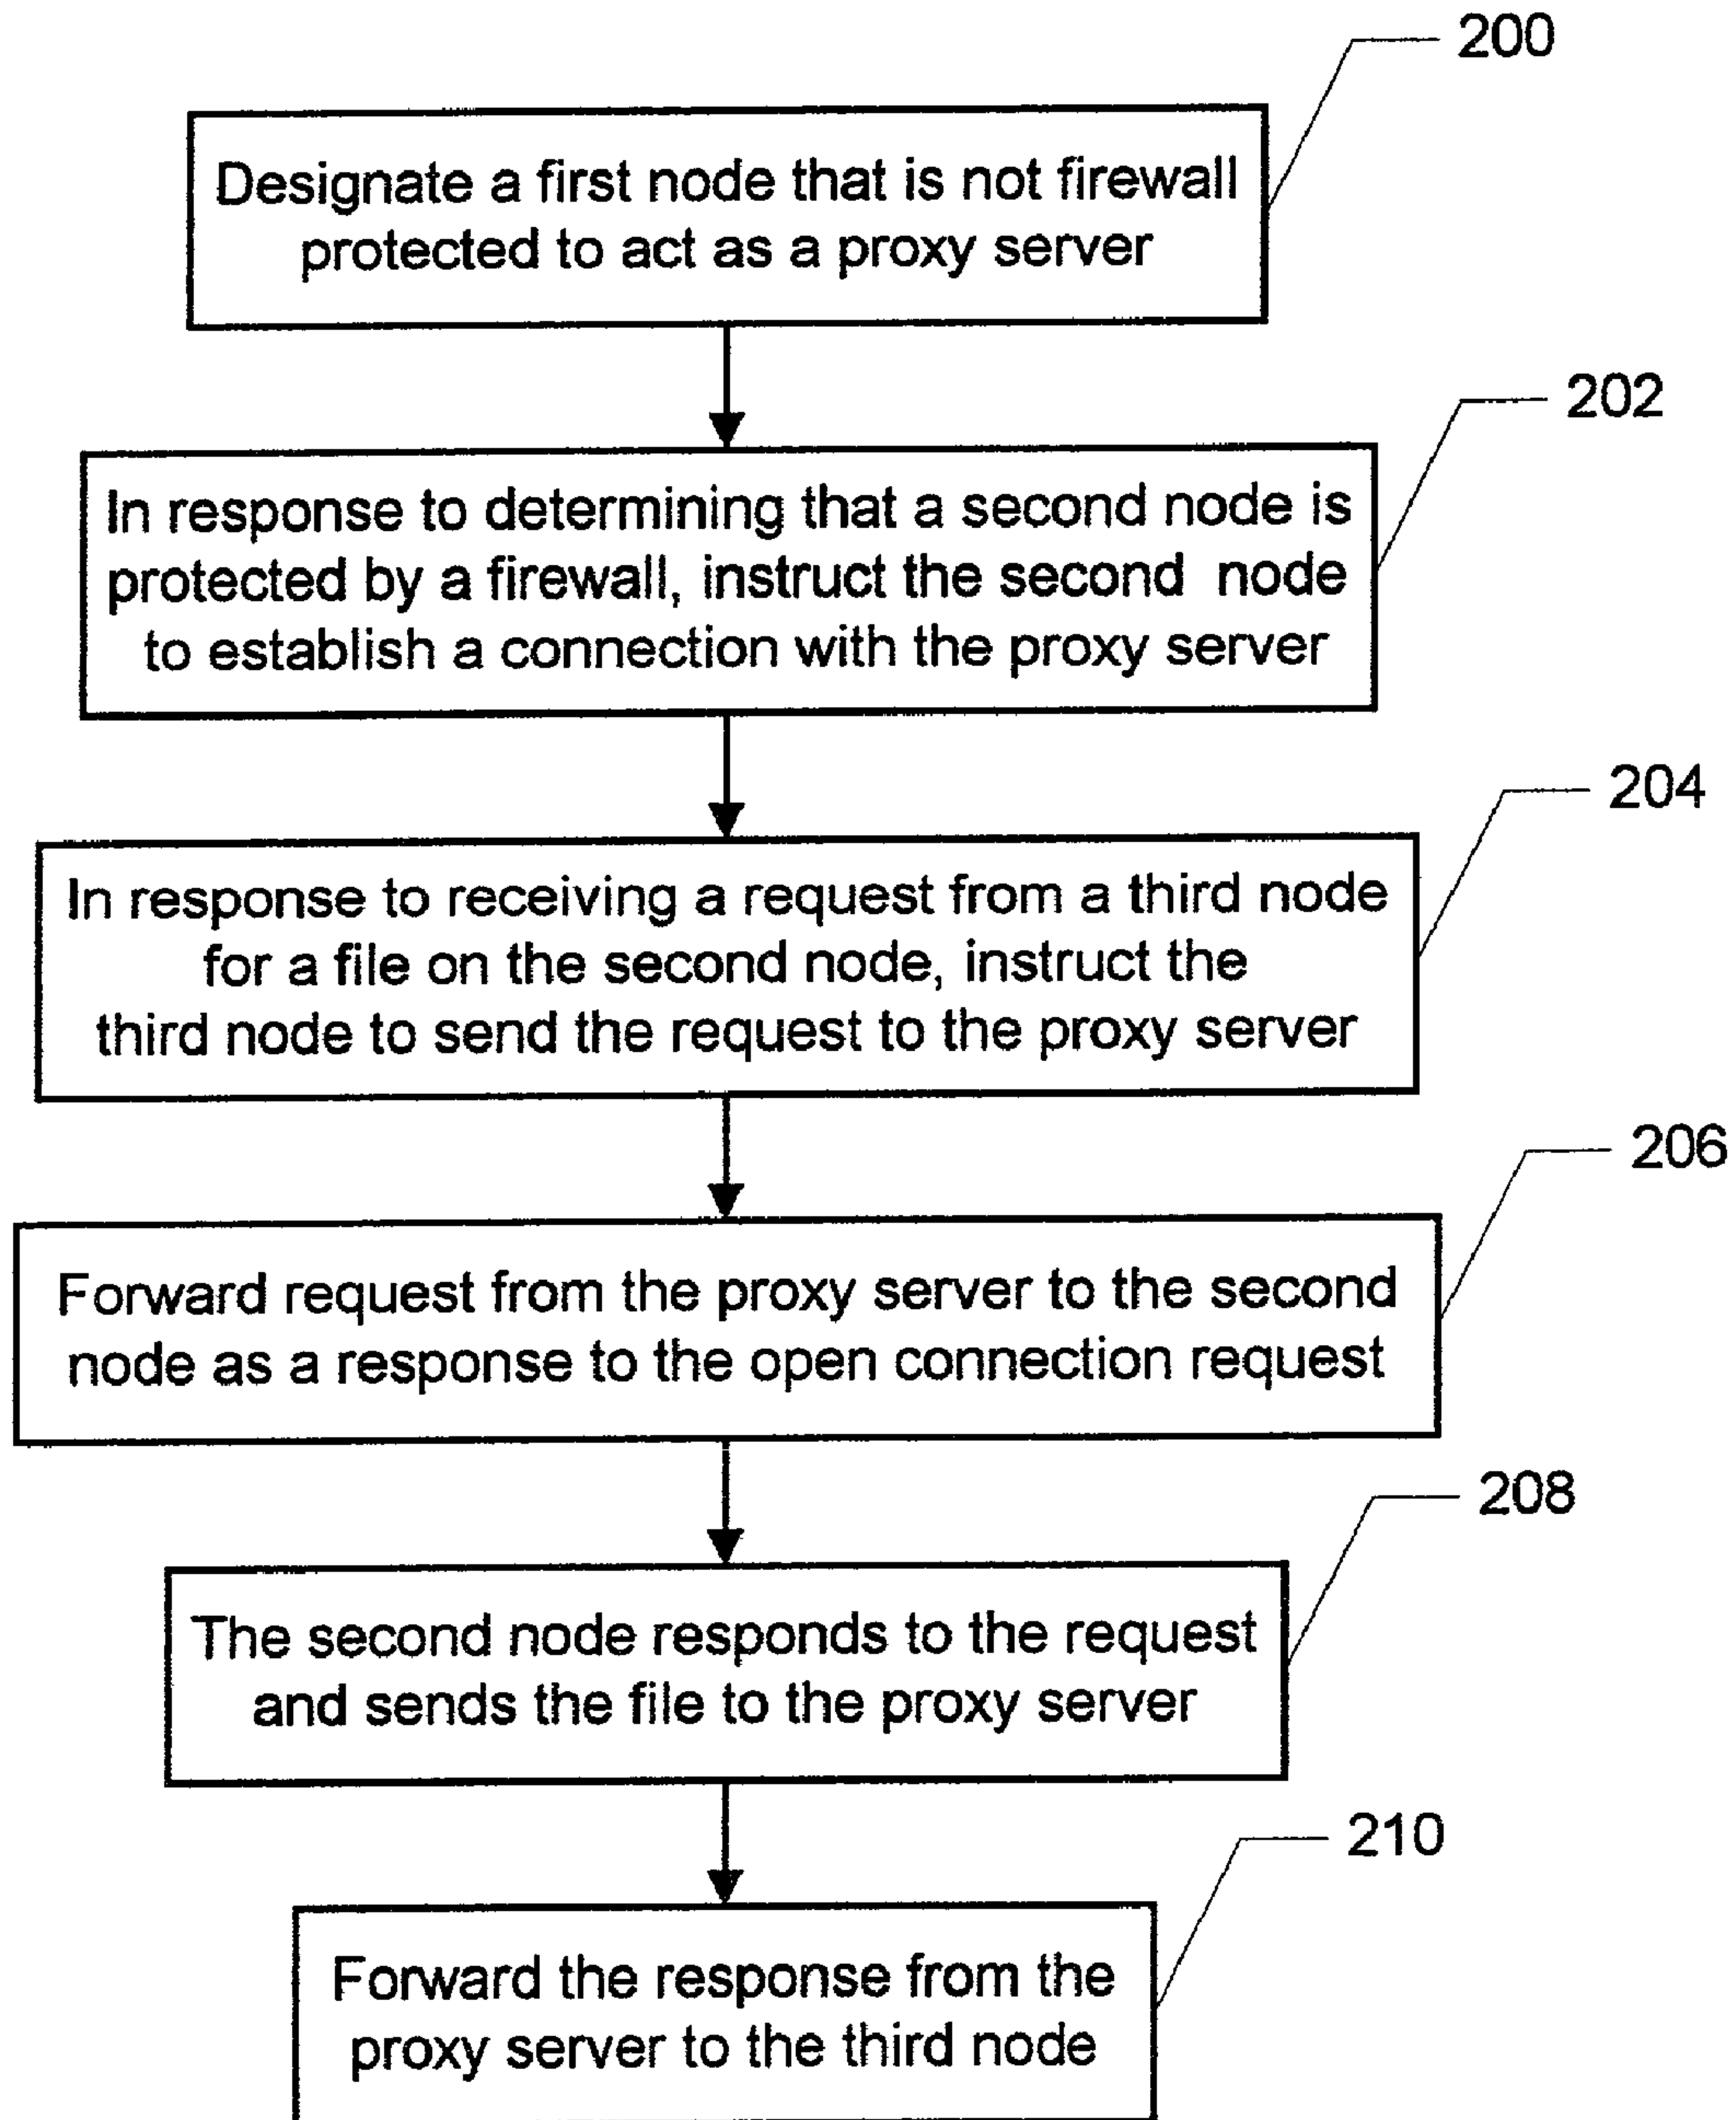 200
Designate a first node that is not firewall
protected to act as a proxy server
202
In response to determining that a second node is
protected by a firewall, instruct the second node
to establish a connection with the proxy server
204
In response to receiving a request from a third node
for a file on the second node, instruct the
third node to send the request to the proxy server
206
Forward request from the proxy server to the second
node as a response to the open connection request
208
The second node responds to the request
and sends the file to the proxy server
210
Forward the response from the
proxy server to the third node